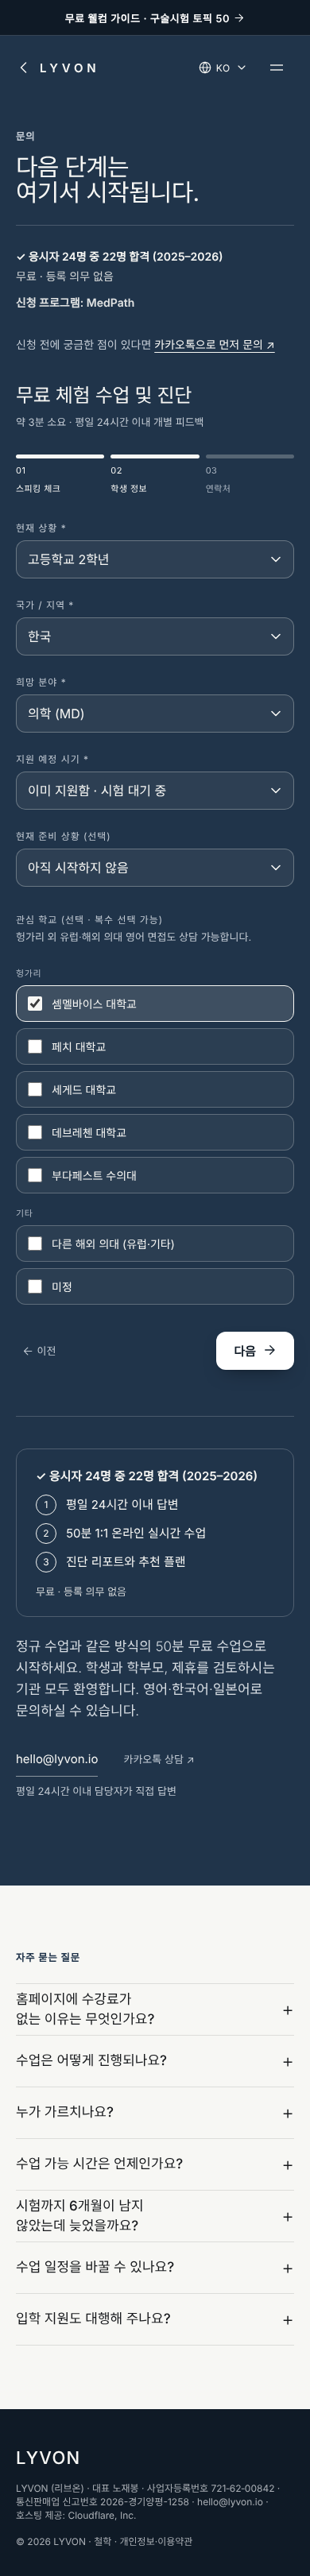 무료 웰컴 가이드 · 구술시험 토픽 50 →
LYVON
KO
문의
다음 단계는
여기서 시작됩니다.
✓ 응시자 24명 중 22명 합격 (2025–2026)
무료 · 등록 의무 없음
신청 프로그램: MedPath
신청 전에 궁금한 점이 있다면 카카오톡으로 먼저 문의 ↗
무료 체험 수업 및 진단
약 3분 소요 · 평일 24시간 이내 개별 피드백
01 02 03
스피킹 체크 학생 정보 연락처
현재 상황 *
고등학교 2학년
국가 / 지역 *
한국
희망 분야 *
의학 (MD)
지원 예정 시기 *
이미 지원함 · 시험 대기 중
현재 준비 상황 (선택)
아직 시작하지 않음
관심 학교 (선택 · 복수 선택 가능)
헝가리 외 유럽·해외 의대 영어 면접도 상담 가능합니다.
헝가리
셈멜바이스 대학교
페치 대학교
세게드 대학교
데브레첸 대학교
부다페스트 수의대
기타
다른 해외 의대 (유럽·기타)
미정
← 이전
다음 →
✓ 응시자 24명 중 22명 합격 (2025–2026)
1 평일 24시간 이내 답변
2 50분 1:1 온라인 실시간 수업
3 진단 리포트와 추천 플랜
무료 · 등록 의무 없음
정규 수업과 같은 방식의 50분 무료 수업으로
시작하세요. 학생과 학부모, 제휴를 검토하시는
기관 모두 환영합니다. 영어·한국어·일본어로
문의하실 수 있습니다.
hello@lyvon.io 카카오톡 상담 ↗
평일 24시간 이내 담당자가 직접 답변
자주 묻는 질문
홈페이지에 수강료가
없는 이유는 무엇인가요? +
수업은 어떻게 진행되나요? +
누가 가르치나요? +
수업 가능 시간은 언제인가요? +
시험까지 6개월이 남지
않았는데 늦었을까요? +
수업 일정을 바꿀 수 있나요? +
입학 지원도 대행해 주나요? +
LYVON
LYVON (리브온) · 대표 노재봉 · 사업자등록번호 721-62-00842 ·
통신판매업 신고번호 2026-경기양평-1258 · hello@lyvon.io ·
호스팅 제공: Cloudflare, Inc.
© 2026 LYVON · 철학 · 개인정보·이용약관